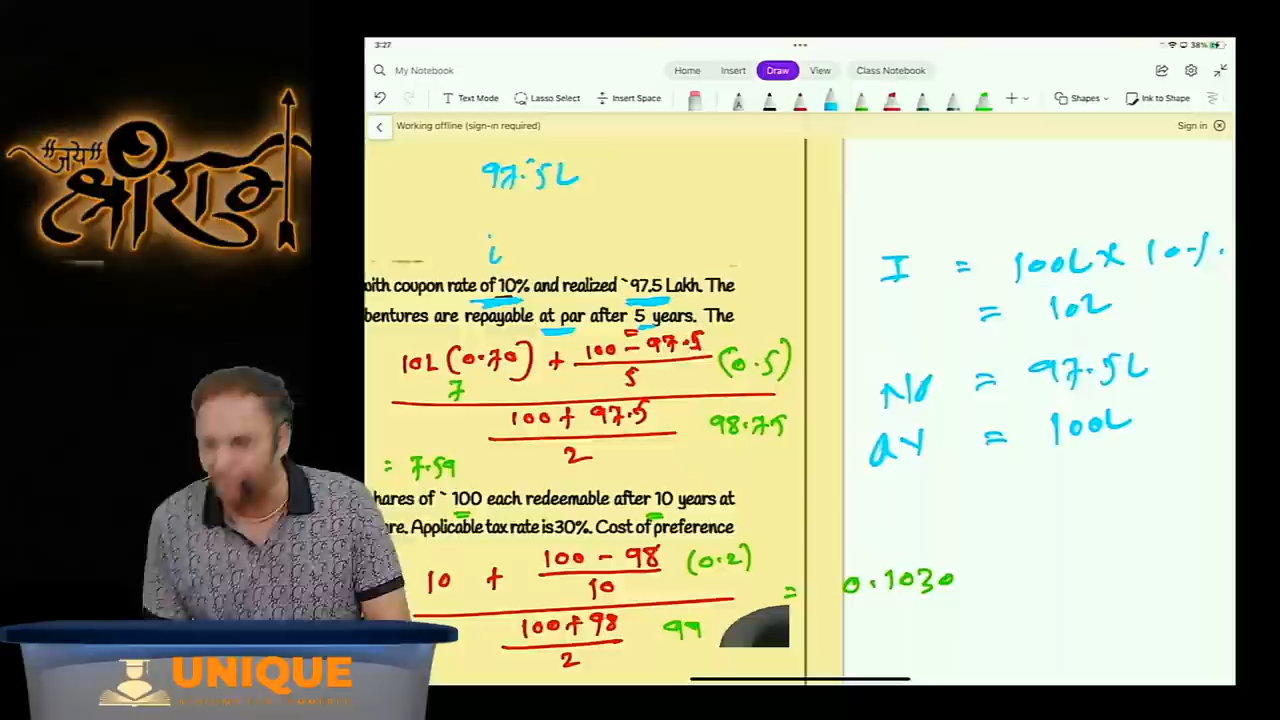 "जय"
श्रीराम
3:27
38%
My Notebook
Home Insert Draw View Class Notebook
Text Mode Lasso Select Insert Space Shapes Ink to Shape
Working offline (sign-in required) Sign in
97.5L
i
with coupon rate of 10% and realized ` 97.5 Lakh. The
bentures are repayable at par after 5 years. The
10L (0.70) + 100 - 97.5 (0.5)
7 5
100 + 97.5 98.75
2
= 7.59
hares of ` 100 each redeemable after 10 years at
re. Applicable tax rate is 30%. Cost of preference
10 + 100 - 98 (0.2)
10
= 0.1030
100 + 98 99
2
I = 100L x 10%.
= 10L
= 97.5L
= 100L
UNIQUE